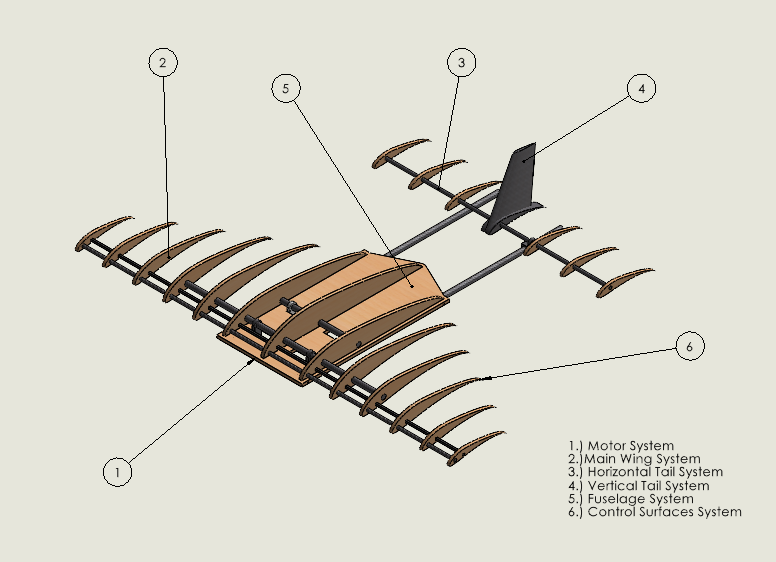 2
3
5
4
6
1
1.) Motor System
2.)Main Wing System
3.) Horizontal Tail System
4.) Vertical Tail System
5.) Fuselage System
6.) Control Surfaces System